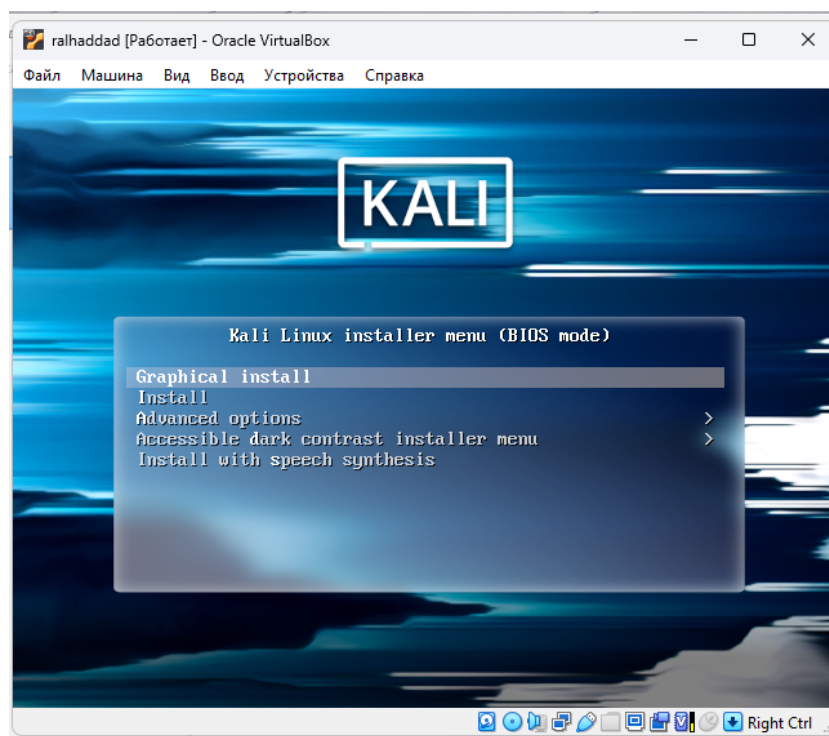 ralhaddad [Работает] - Oracle VirtualBox
Файл Машина Вид Ввод Устройства Справка
KALI
Kali Linux installer menu (BIOS mode)
Graphical install
Install
Advanced options >
Accessible dark contrast installer menu >
Install with speech synthesis
Right Ctrl